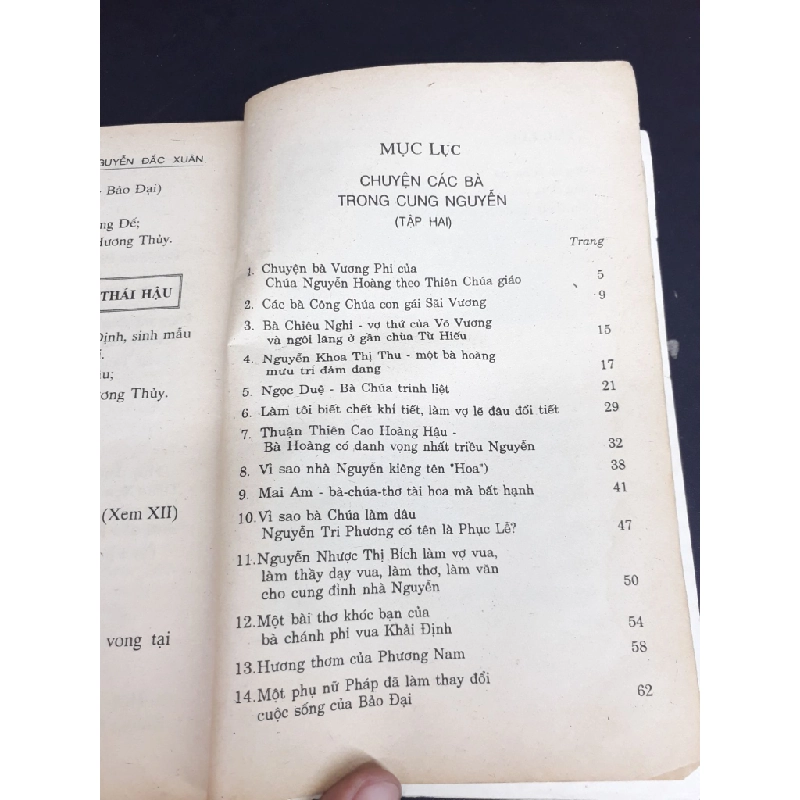 GUYỄN ĐẮC XUÂN
- Bảo Đại)
ng Dế;
Hương Thủy.
THÁI HẬU
Định, sinh mẫu
ương Thủy.
(Xem XII)
vong tại
MỤC LỤC
CHUYỆN CÁC BÀ
TRONG CUNG NGUYỄN
(TẬP HAI)
Trang
1. Chuyện bà Vương Phi của
Chúa Nguyễn Hoàng theo Thiên Chúa giáo 5
2. Các bà Công Chúa con gái Sãi Vương 9
3. Bà Chiêu Nghi - vợ thứ của Võ Vương
và ngôi lăng ở gần chùa Từ Hiếu 15
4. Nguyễn Khoa Thị Thu - một bà hoàng
mưu trí đảm đang 17
5. Ngọc Duệ - Bà Chúa trinh liệt 21
6. Làm tôi biết chết khí tiết, làm vợ lẽ đâu đổi tiết 29
7. Thuận Thiên Cao Hoàng Hậu -
Bà Hoàng có danh vọng nhất triều Nguyễn 32
8. Vì sao nhà Nguyễn kiêng tên "Hoa") 38
9. Mai Am - bà-chúa-thơ tài hoa mà bất hạnh 41
10. Vì sao bà Chúa làm dâu
Nguyễn Tri Phương có tên là Phục Lễ? 47
11. Nguyễn Nhược Thị Bích làm vợ vua,
làm thầy dạy vua, làm thơ, làm văn
cho cung đình nhà Nguyễn 50
12. Một bài thơ khóc bạn của
bà chánh phi vua Khải Định 54
13. Hương thơm của Phương Nam 58
14. Một phụ nữ Pháp đã làm thay đổi
cuộc sống của Bảo Đại 62